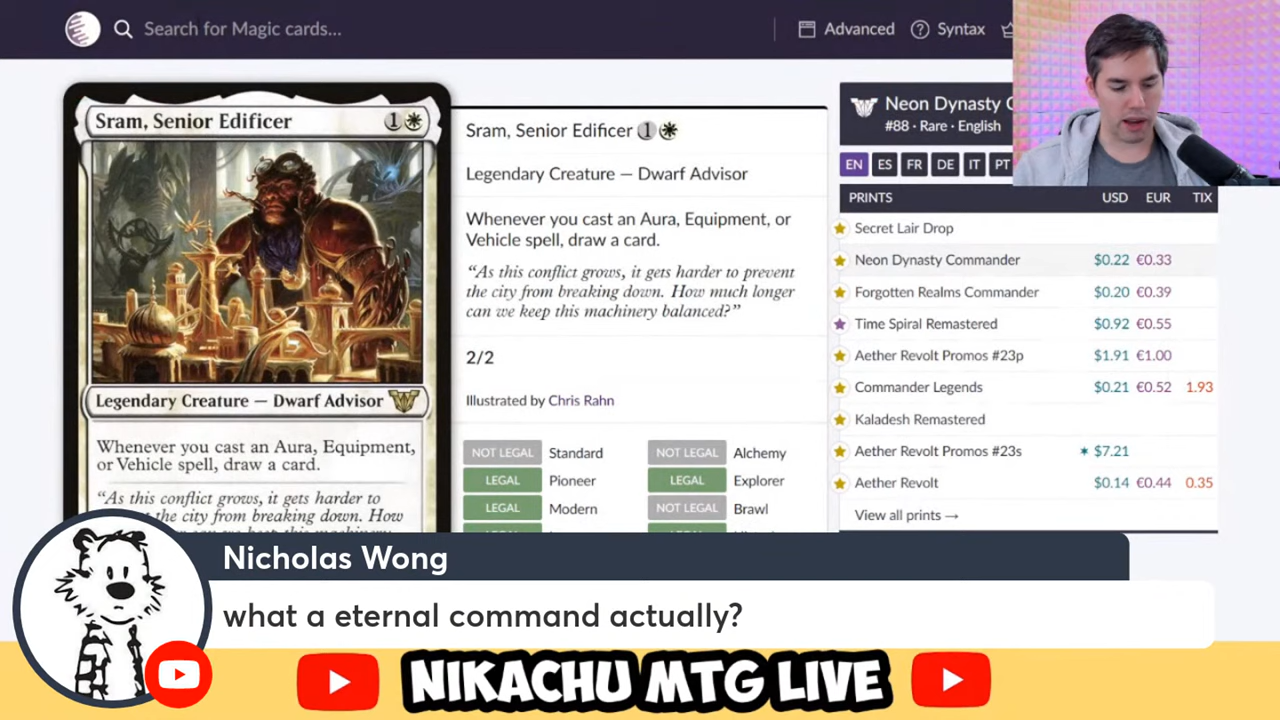 Search for Magic cards...
Advanced
Syntax
Sram, Senior Edificer 1
Legendary Creature — Dwarf Advisor
Whenever you cast an Aura, Equipment,
or Vehicle spell, draw a card.
“As this conflict grows, it gets harder to
the city from breaking down. How
Sram, Senior Edificer 1
Legendary Creature — Dwarf Advisor
Whenever you cast an Aura, Equipment, or
Vehicle spell, draw a card.
“As this conflict grows, it gets harder to prevent
the city from breaking down. How much longer
can we keep this machinery balanced?”
2/2
Illustrated by Chris Rahn
NOT LEGAL Standard NOT LEGAL Alchemy
LEGAL Pioneer LEGAL Explorer
LEGAL Modern NOT LEGAL Brawl
Neon Dynasty C
#88 · Rare · English
EN ES FR DE IT PT
PRINTS USD EUR TIX
Secret Lair Drop
Neon Dynasty Commander $0.22 €0.33
Forgotten Realms Commander $0.20 €0.39
Time Spiral Remastered $0.92 €0.55
Aether Revolt Promos #23p $1.91 €1.00
Commander Legends $0.21 €0.52 1.93
Kaladesh Remastered
Aether Revolt Promos #23s $7.21
Aether Revolt $0.14 €0.44 0.35
View all prints →
Nicholas Wong
what a eternal command actually?
NIKACHU MTG LIVE